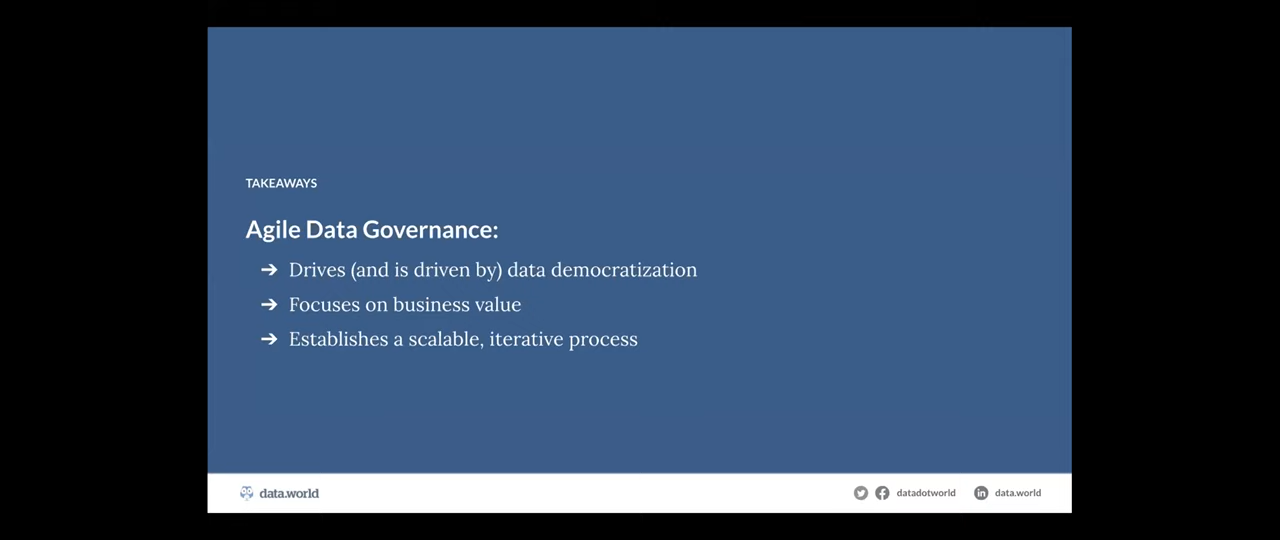 TAKEAWAYS
Agile Data Governance:
➔ Drives (and is driven by) data democratization
➔ Focuses on business value
➔ Establishes a scalable, iterative process
data.world
datadotworld
data.world